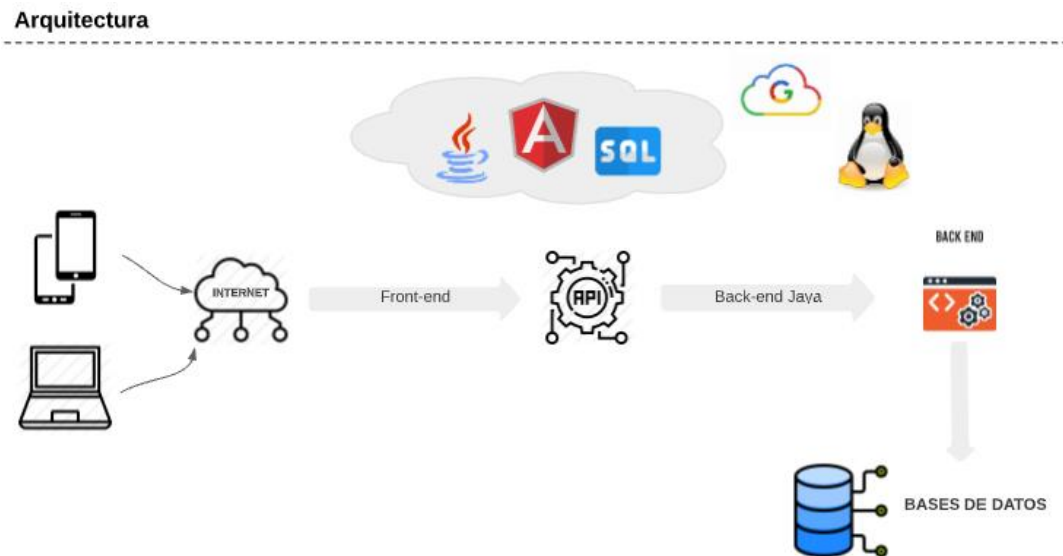 Arquitectura
SQL
BACK END
INTERNET
Front-end
API
Back-end Java
BASES DE DATOS